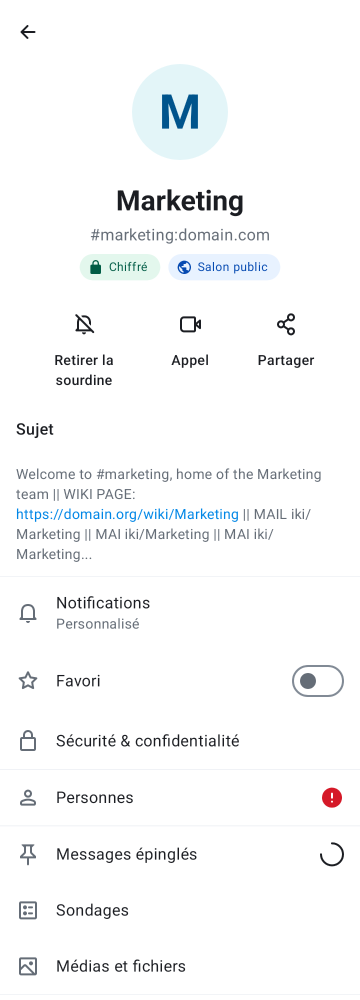 M
Marketing
#marketing:domain.com
Chiffré
Salon public
Retirer la
sourdine
Appel
Partager
Sujet
Welcome to #marketing, home of the Marketing
team || WIKI PAGE:
https://domain.org/wiki/Marketing || MAIL iki/
Marketing || MAI iki/Marketing || MAI iki/
Marketing...
Notifications
Personnalisé
Favori
Sécurité & confidentialité
Personnes
Messages épinglés
Sondages
Médias et fichiers